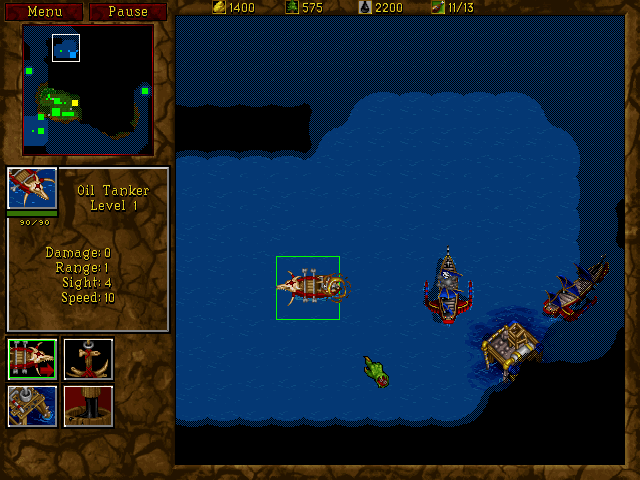 Menu Pause 1400 575 2200 11/13
Oil Tanker
Level 1
90/90
Damage: 0
Range: 1
Sight: 4
Speed: 10